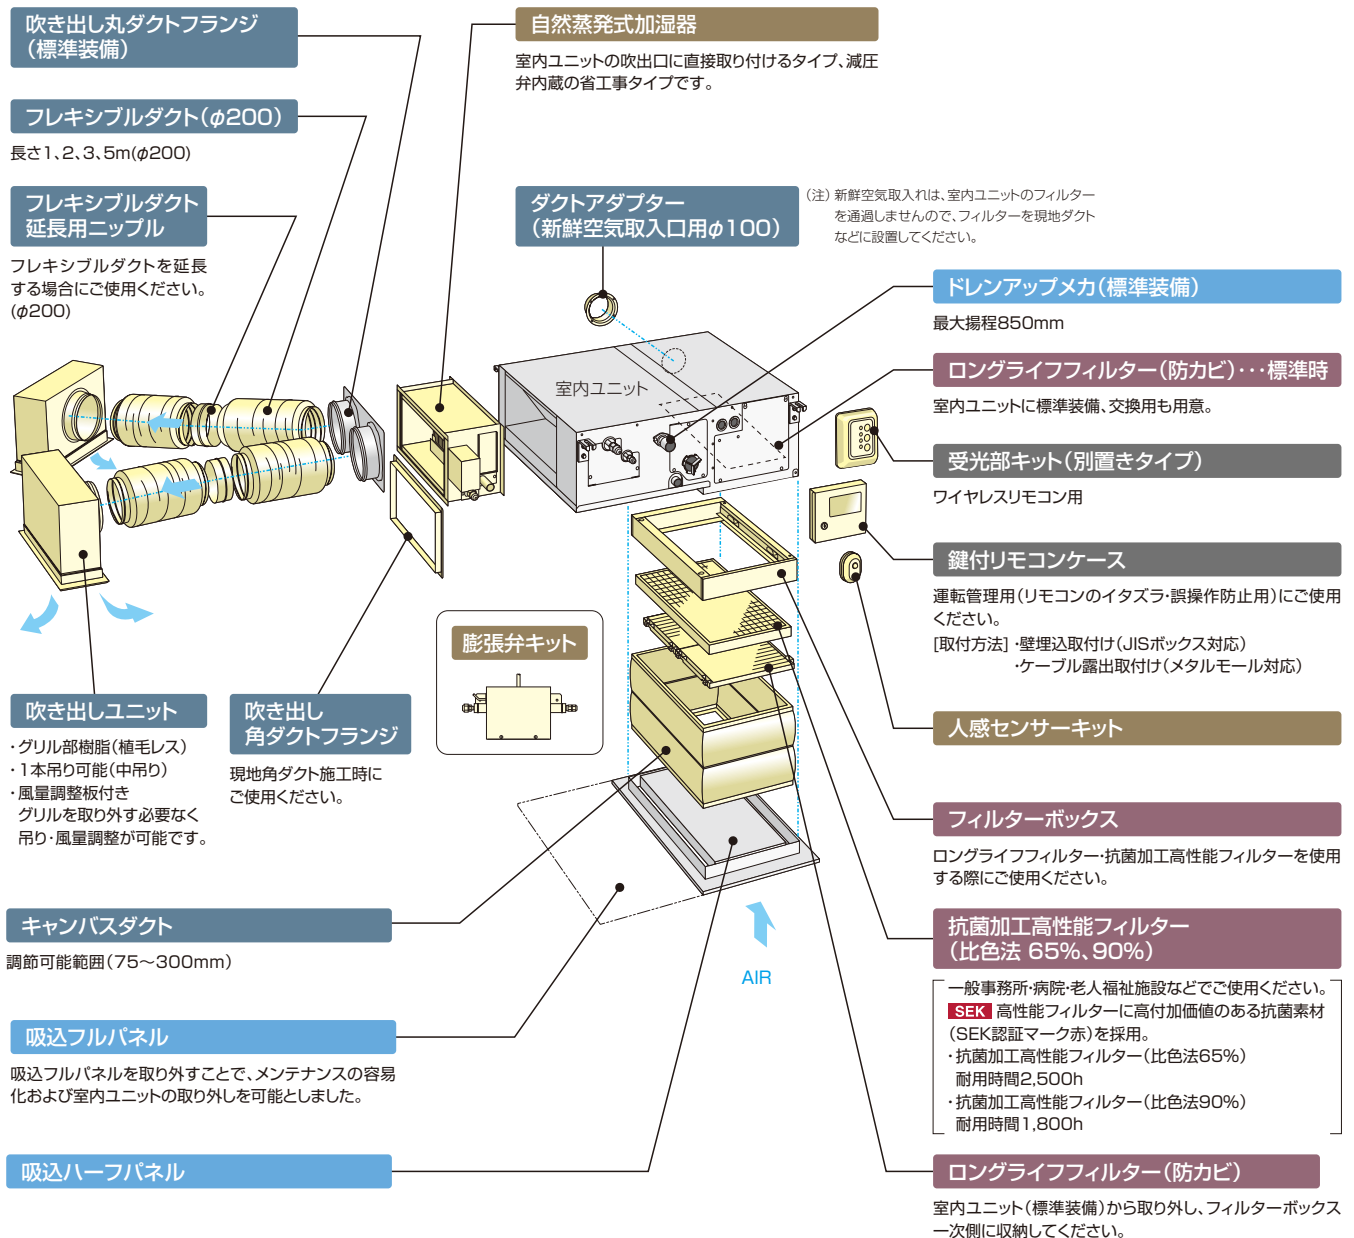 吹き出し丸ダクトフランジ
（標準装備）
フレキシブルダクト（φ200）
長さ1、2、3、5m（φ200）
フレキシブルダクト
延長用ニップル
フレキシブルダクトを延長
する場合にご使用ください。
（φ200）
自然蒸発式加湿器
室内ユニットの吹出口に直接取り付けるタイプ、減圧
弁内蔵の省工事タイプです。
ダクトアダプター
（新鮮空気取入口用φ100）
（注）新鮮空気取入れは、室内ユニットのフィルター
を通過しませんので、フィルターを現地ダクト
などに設置してください。
室内ユニット
ドレンアップメカ（標準装備）
最大揚程850mm
ロングライフフィルター（防カビ）･･･標準時
室内ユニットに標準装備、交換用も用意。
受光部キット（別置きタイプ）
ワイヤレスリモコン用
鍵付リモコンケース
運転管理用（リモコンのイタズラ・誤操作防止用）にご使用
ください。
[取付方法]・壁埋込取付け（JISボックス対応）
・ケーブル露出取付け（メタルモール対応）
人感センサーキット
フィルターボックス
ロングライフフィルター・抗菌加工高性能フィルターを使用
する際にご使用ください。
抗菌加工高性能フィルター
（比色法 65%、90%）
一般事務所・病院・老人福祉施設などでご使用ください。
SEK 高性能フィルターに高付加価値のある抗菌素材
（SEK認証マーク赤）を採用。
・抗菌加工高性能フィルター（比色法65%）
耐用時間2,500h
・抗菌加工高性能フィルター（比色法90%）
耐用時間1,800h
ロングライフフィルター（防カビ）
室内ユニット（標準装備）から取り外し、フィルターボックス
一次側に収納してください。
膨張弁キット
吹き出しユニット
・グリル部樹脂（植毛レス）
・1本吊り可能（中吊り）
・風量調整板付き
グリルを取り外す必要なく
吊り・風量調整が可能です。
吹き出し
角ダクトフランジ
現地角ダクト施工時に
ご使用ください。
キャンバスダクト
調節可能範囲（75～300mm）
吸込フルパネル
吸込フルパネルを取り外すことで、メンテナンスの容易
化および室内ユニットの取り外しを可能としました。
吸込ハーフパネル
AIR